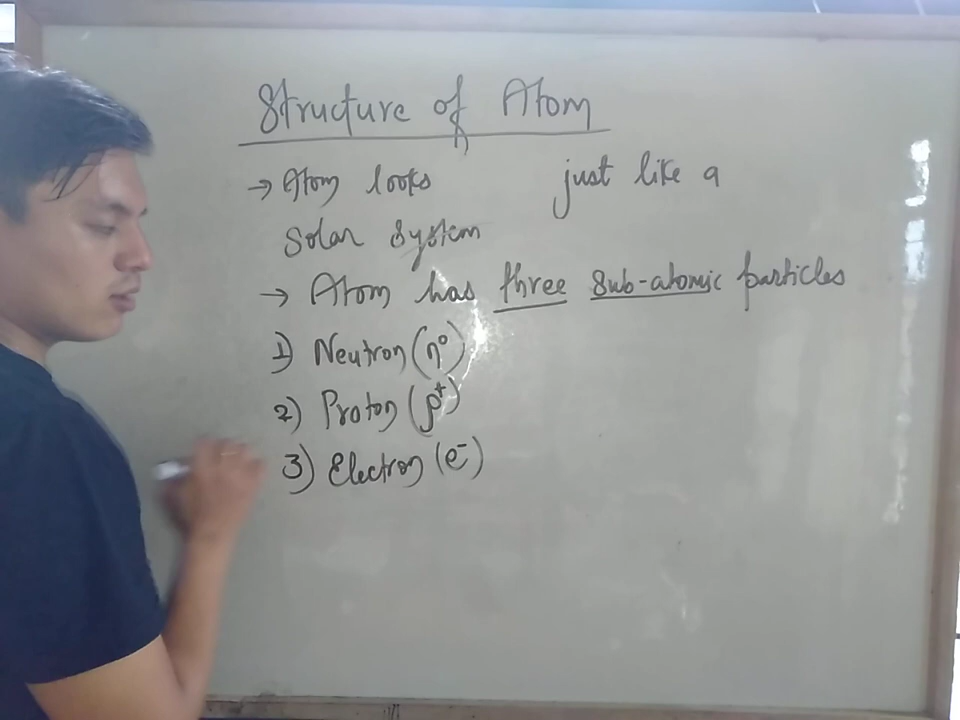 Structure of Atom
→ Atom looks just like a
Solar System
→ Atom has three Sub-atomic particles
1) Neutron (n⁰)
2) Proton (p⁺)
3) Electron (e⁻)